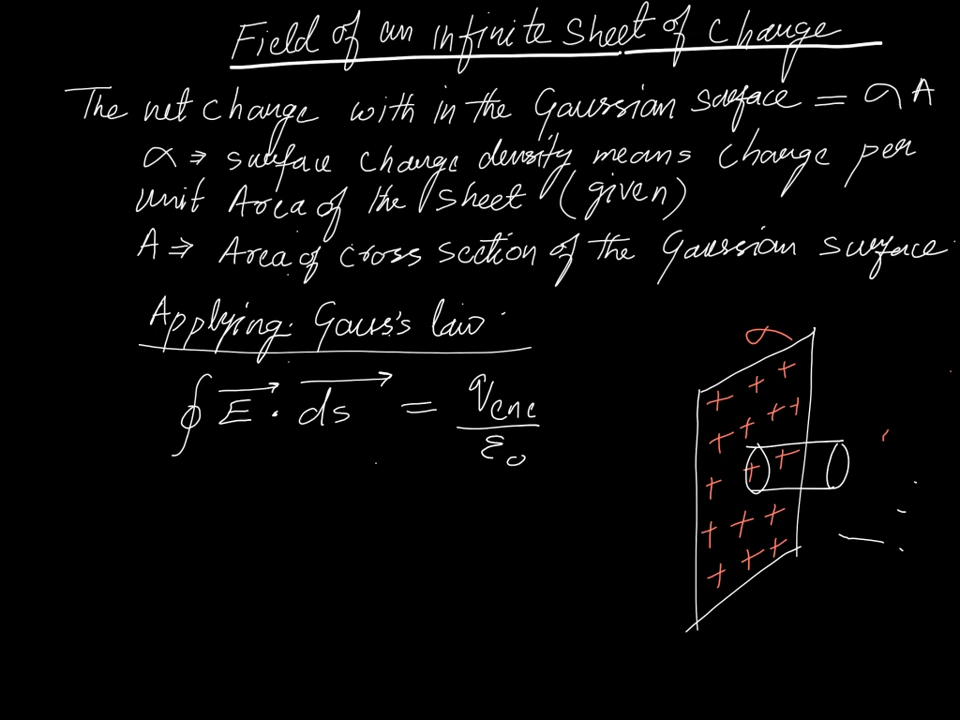 Field of an infinite sheet of charge
The net charge with in the Gaussian surface = σA
σ ⇒ surface charge density means charge per
unit Area of the sheet (given)
A ⇒ Area of cross section of the Gaussian surface.
Applying Gauss's law
∮ E⃗ · ds⃗ = qenc / ε₀
σ
+ + +
+ + + +
+ + +
+ + +
+ + +